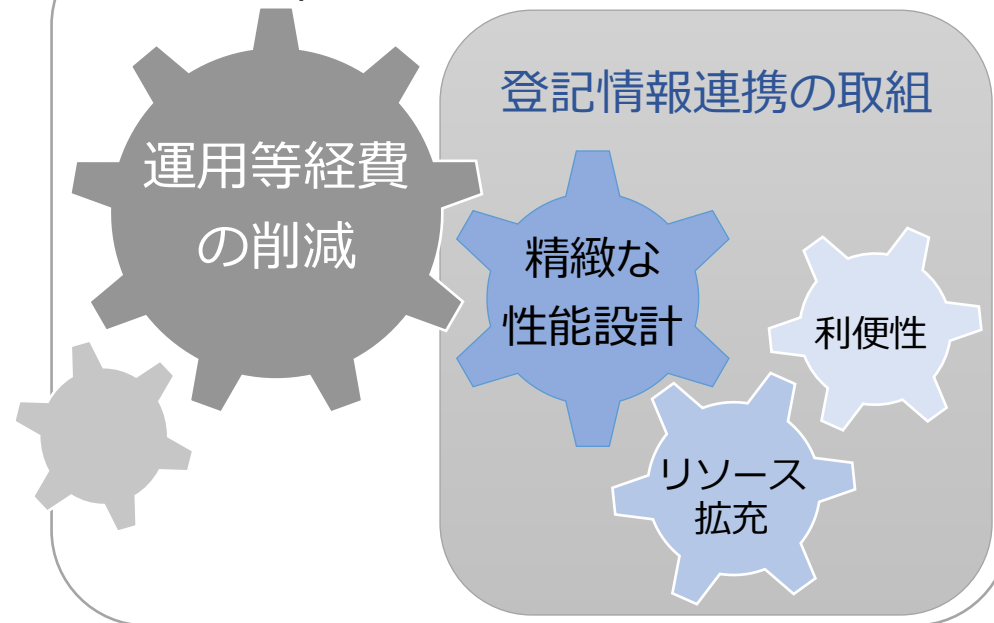 登記情報連携の取組
運用等経費
の削減
精緻な
性能設計
利便性
リソース
拡充